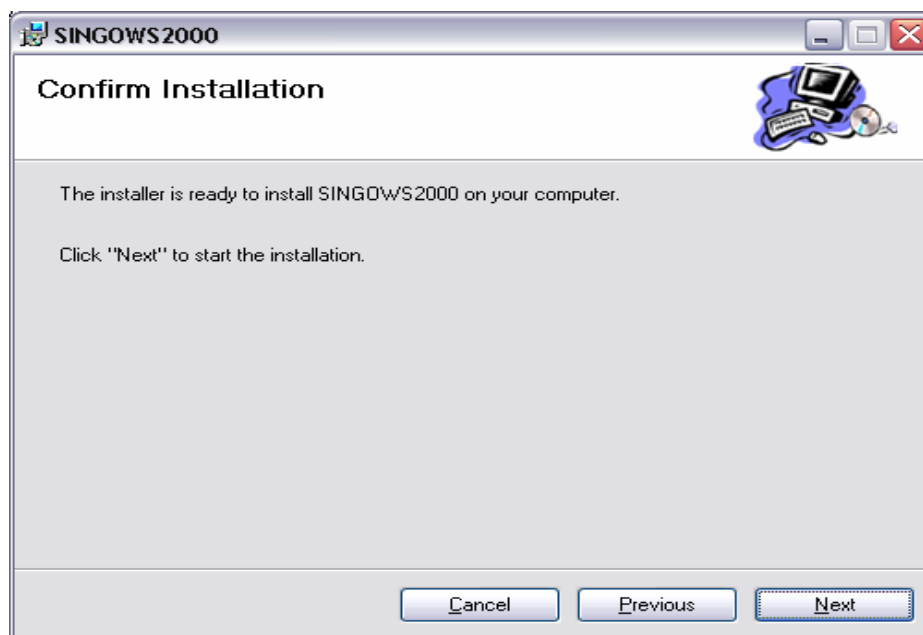 SINGOWS2000
Confirm Installation
The installer is ready to install SINGOWS2000 on your computer.
Click "Next" to start the installation.
Cancel Previous Next